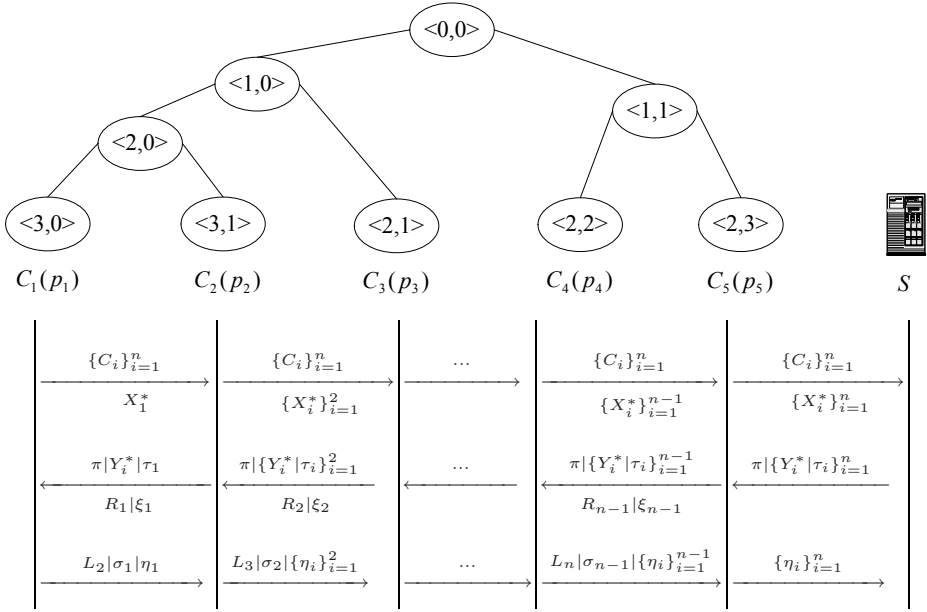 <0,0>
<1,0>
<1,1>
<2,0>
<3,0> <3,1> <2,1> <2,2> <2,3>
C_1(p_1) C_2(p_2) C_3(p_3) C_4(p_4) C_5(p_5) S
{C_i}_{i=1}^n {C_i}_{i=1}^n ... {C_i}_{i=1}^n {C_i}_{i=1}^n
X_1^* {X_i^*}_{i=1}^2 {X_i^*}_{i=1}^{n-1} {X_i^*}_{i=1}^n
π|Y_i^*|τ_1 π|{Y_i^*|τ_i}_{i=1}^2 ... π|{Y_i^*|τ_i}_{i=1}^{n-1} π|{Y_i^*|τ_i}_{i=1}^n
R_1|ξ_1 R_2|ξ_2 R_{n-1}|ξ_{n-1}
L_2|σ_1|η_1 L_3|σ_2|{η_i}_{i=1}^2 ... L_n|σ_{n-1}|{η_i}_{i=1}^{n-1} {η_i}_{i=1}^n